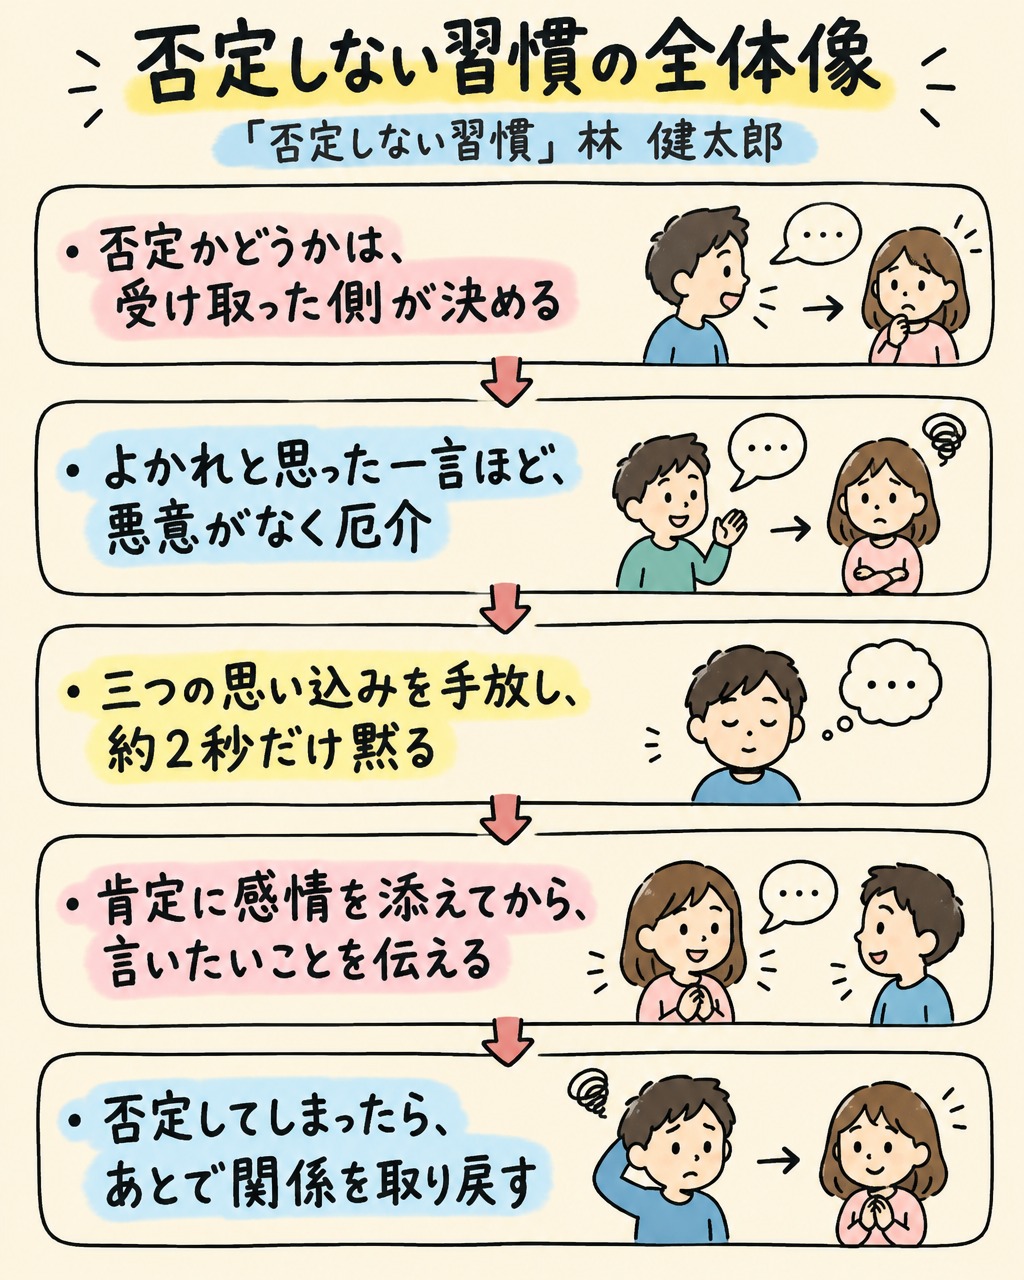 否定しない習慣の全体像
「否定しない習慣」林 健太郎
・否定かどうかは、
受け取った側が決める
・よかれと思った一言ほど、
悪意がなく厄介
・三つの思い込みを手放し、
約2秒だけ黙る
・肯定に感情を添えてから、
言いたいことを伝える
・否定してしまったら、
あとで関係を取り戻す